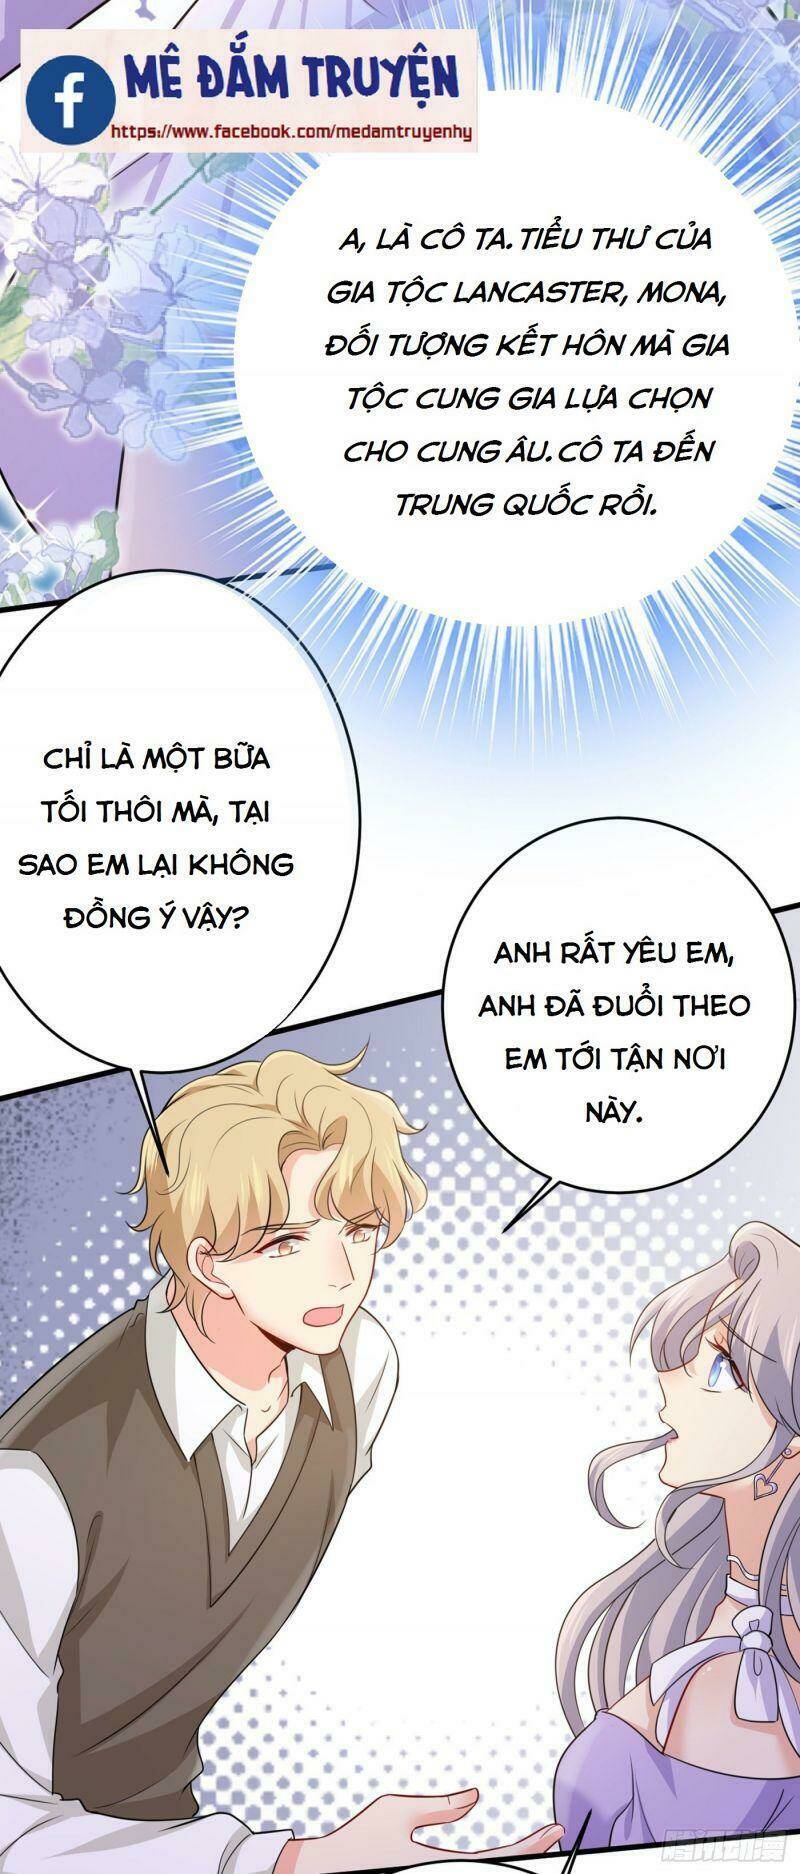 f MÊ ĐẮM TRUYỆN
https://www.facebook.com/medamtruyenhy
A, LÀ CÔ TA. TIỂU THƯ CỦA
GIA TỘC LANCASTER, MONA,
ĐỐI TƯỢNG KẾT HÔN MÀ GIA
TỘC CUNG GIA LỰA CHỌN
CHO CUNG ÂU. CÔ TA ĐẾN
TRUNG QUỐC RỒI.
CHỈ LÀ MỘT BỮA
TỐI THÔI MÀ, TẠI
SAO EM LẠI KHÔNG
ĐỒNG Ý VẬY?
ANH RẤT YÊU EM,
ANH ĐÃ ĐUỔI THEO
EM TỚI TẬN NƠI
NÀY.